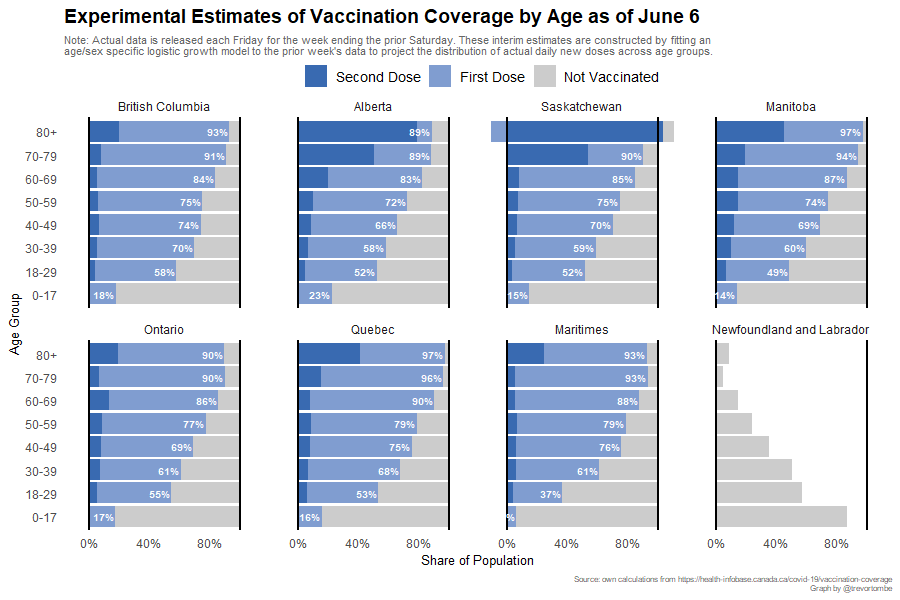 Experimental Estimates of Vaccination Coverage by Age as of June 6
Note: Actual data is released each Friday for the week ending the prior Saturday. These interim estimates are constructed by fitting an
age/sex specific logistic growth model to the prior week's data to project the distribution of actual daily new doses across age groups.
Second Dose First Dose Not Vaccinated
British Columbia Alberta Saskatchewan Manitoba
80+ 93% 89% 97%
70-79 91% 89% 90% 94%
60-69 84% 83% 85% 87%
50-59 75% 72% 75% 74%
40-49 74% 66% 70% 69%
30-39 70% 58% 59% 60%
18-29 58% 52% 52% 49%
0-17 18% 23% 15% 14%
Age Group
Ontario Quebec Maritimes Newfoundland and Labrador
80+ 90% 97% 93%
70-79 90% 96% 93%
60-69 86% 90% 88%
50-59 77% 79% 79%
40-49 69% 75% 76%
30-39 61% 68% 61%
18-29 55% 53% 37%
0-17 17% 16% %
0% 40% 80% 0% 40% 80% 0% 40% 80% 0% 40% 80%
Share of Population
Source: own calculations from https://health-infobase.canada.ca/covid-19/vaccination-coverage
Graph by @trevortombe